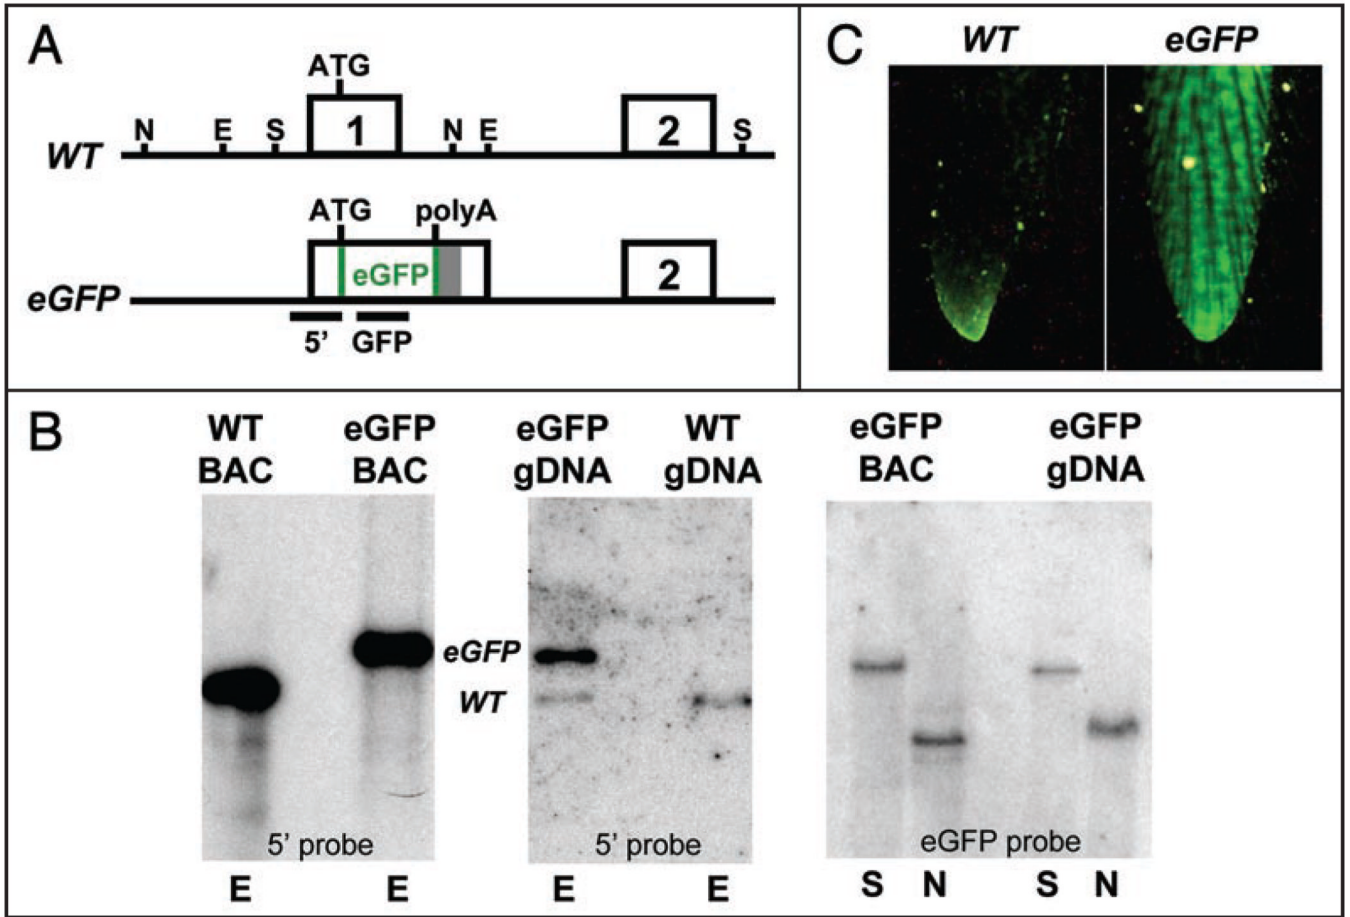 A
ATG
N E S 1 N E 2 S
WT
ATG polyA
eGFP 2
eGFP
5’ GFP
C
WT eGFP
B
WT eGFP eGFP WT eGFP eGFP
BAC BAC gDNA gDNA BAC gDNA
eGFP
WT
5’ probe 5’ probe eGFP probe
E E E E S N S N